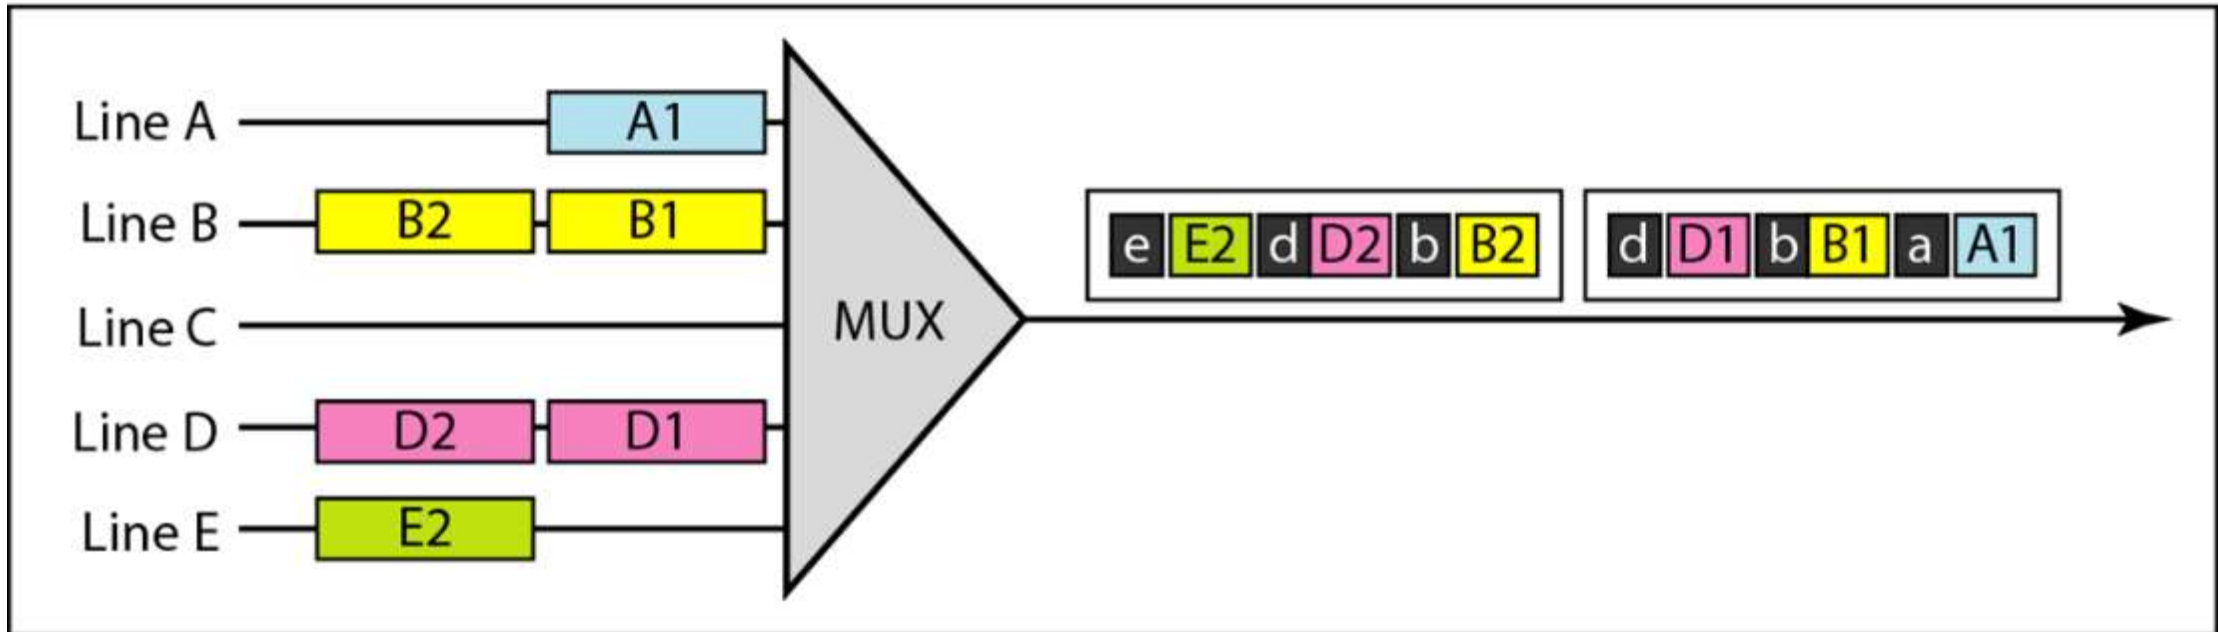 Line A A1
Line B B2 B1
Line C
Line D D2 D1
Line E E2
MUX
e E2 d D2 b B2 d D1 b B1 a A1